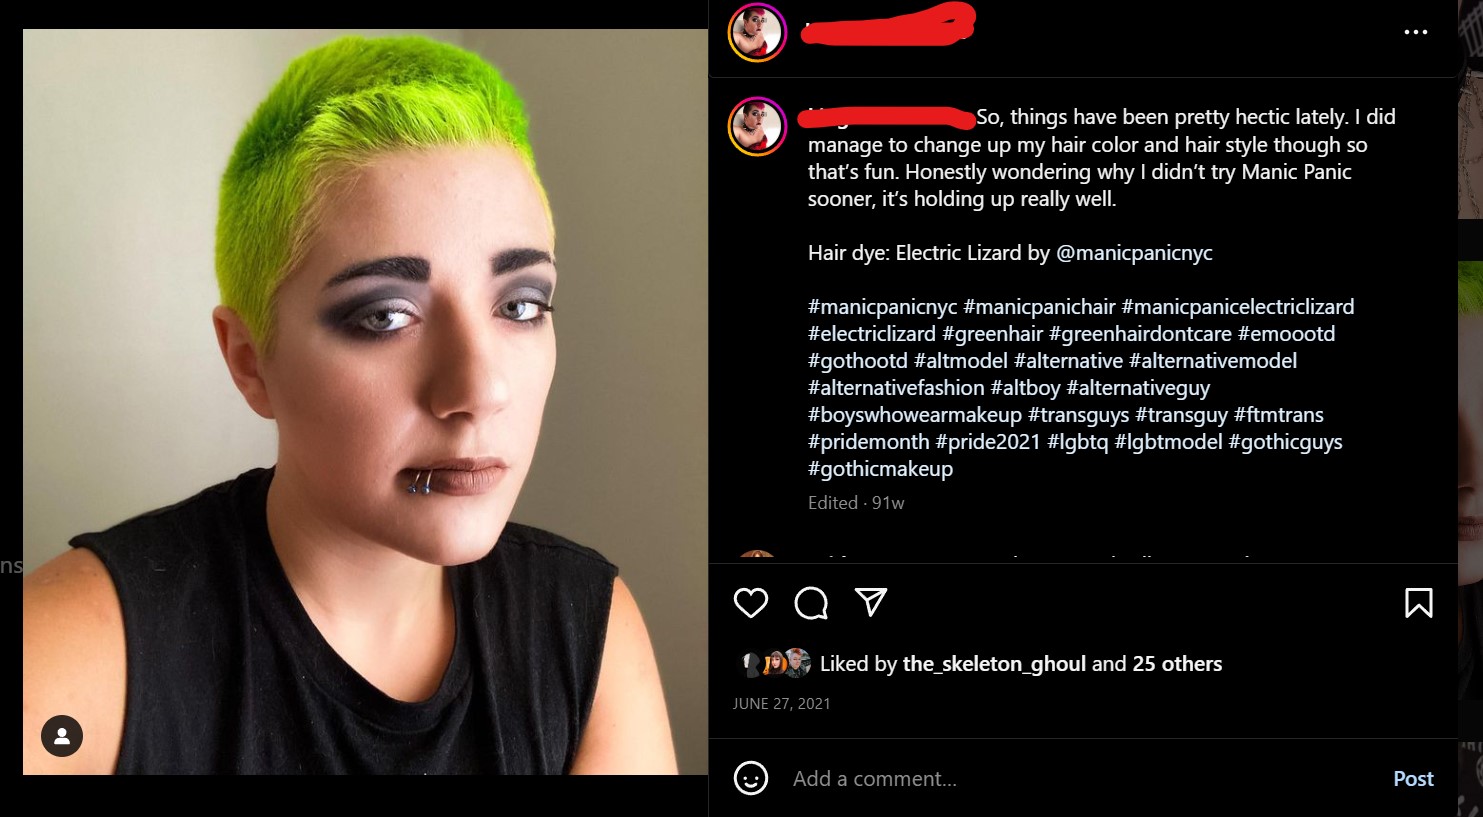 So, things have been pretty hectic lately. I did
manage to change up my hair color and hair style though so
that’s fun. Honestly wondering why I didn’t try Manic Panic
sooner, it’s holding up really well.
Hair dye: Electric Lizard by @manicpanicnyc
#manicpanicnyc #manicpanichair #manicpanicelectriclizard
#electriclizard #greenhair #greenhairdontcare #emoootd
#gothootd #altmodel #alternative #alternativemodel
#alternativefashion #altboy #alternativeguy
#boyswhowearmakeup #transguys #transguy #ftmtrans
#pridemonth #pride2021 #lgbtq #lgbtmodel #gothicguys
#gothicmakeup
Edited · 91w
ns
Liked by the_skeleton_ghoul and 25 others
JUNE 27, 2021
Add a comment...
Post